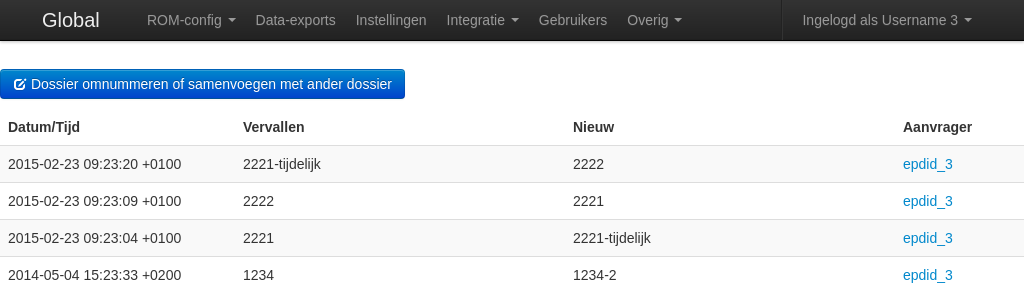 Global ROM-config Data-exports Instellingen Integratie Gebruikers Overig Ingelogd als Username 3
Dossier omnummeren of samenvoegen met ander dossier
Datum/Tijd Vervallen Nieuw Aanvrager
2015-02-23 09:23:20 +0100 2221-tijdelijk 2222 epdid_3
2015-02-23 09:23:09 +0100 2222 2221 epdid_3
2015-02-23 09:23:04 +0100 2221 2221-tijdelijk epdid_3
2014-05-04 15:23:33 +0200 1234 1234-2 epdid_3